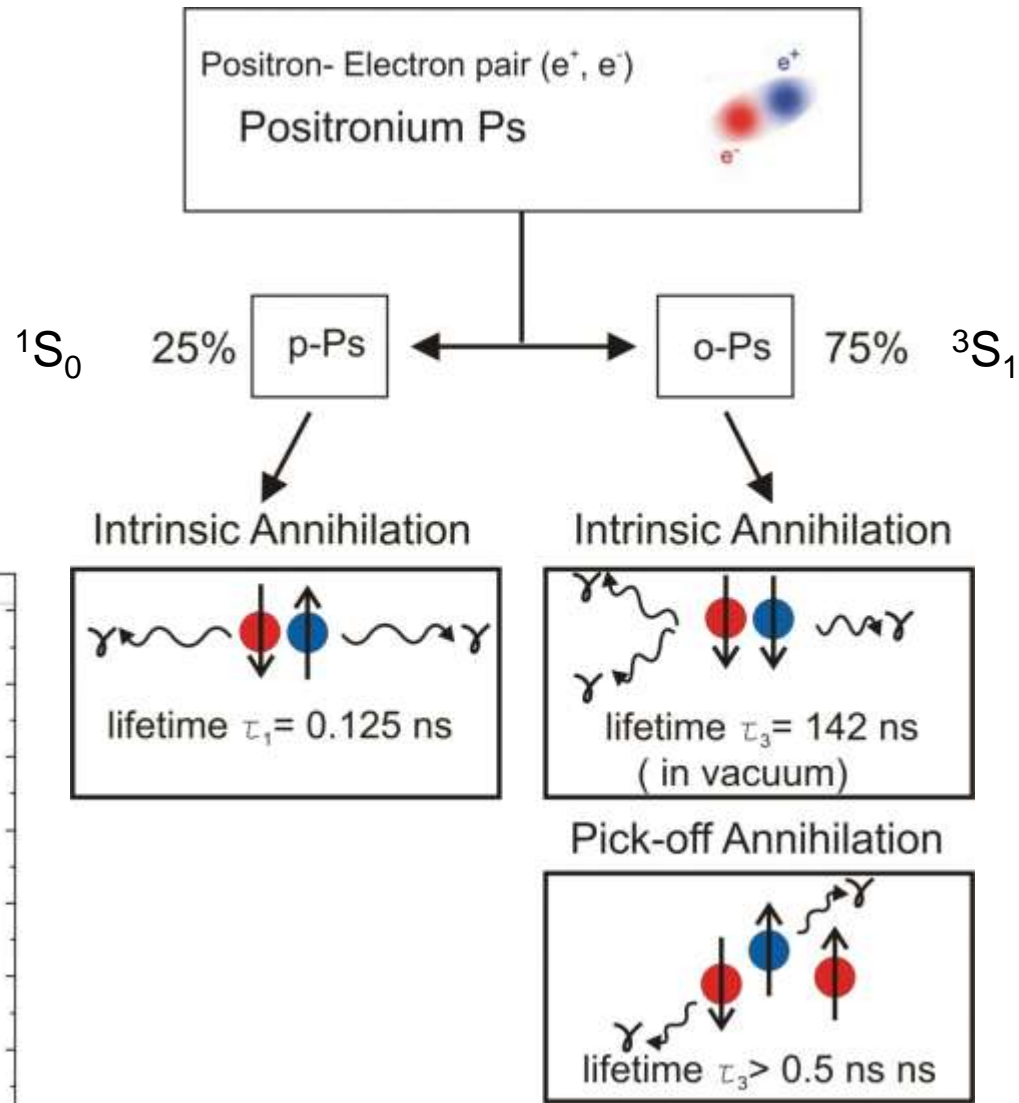 Positron- Electron pair (e⁺, e⁻)
Positronium Ps
e⁺
e⁻
¹S₀ 25% p-Ps o-Ps 75% ³S₁
Intrinsic Annihilation
γ γ
lifetime τ₁= 0.125 ns
Intrinsic Annihilation
γ γ
γ
lifetime τ₃= 142 ns
( in vacuum)
Pick-off Annihilation
γ
γ
lifetime τ₃> 0.5 ns ns